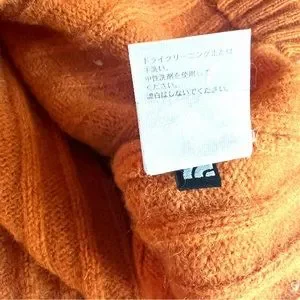 ドライクリーニングまたは
手洗い。
中性洗剤を使用して
ください。
漂白はしないでください。